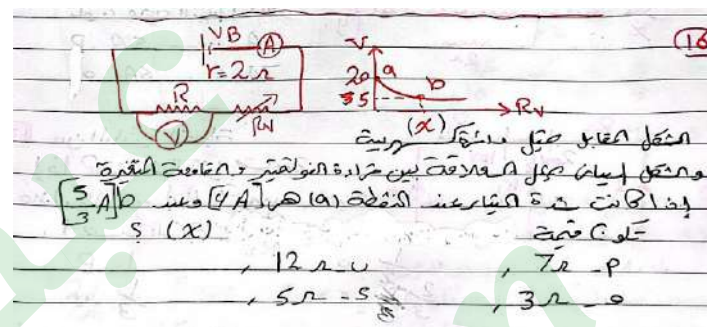 16
VB A
r=2Ω
R
V
Rv
V
20 a
5 b
(x) Rv
الشكل المقابل يمثل دائرة كهربية
والشكل البياني يمثل العلاقة بين قراءة الفولتميتر والمقاومة المتغيرة
إذا كانت شدة التيار عند النقطة (a) هي [4A] وعند b [5/3 A]
تكون قيمة (x) ؟
أ- 7Ω , ب- 12Ω ,
ج- 3Ω , د- 5Ω ,